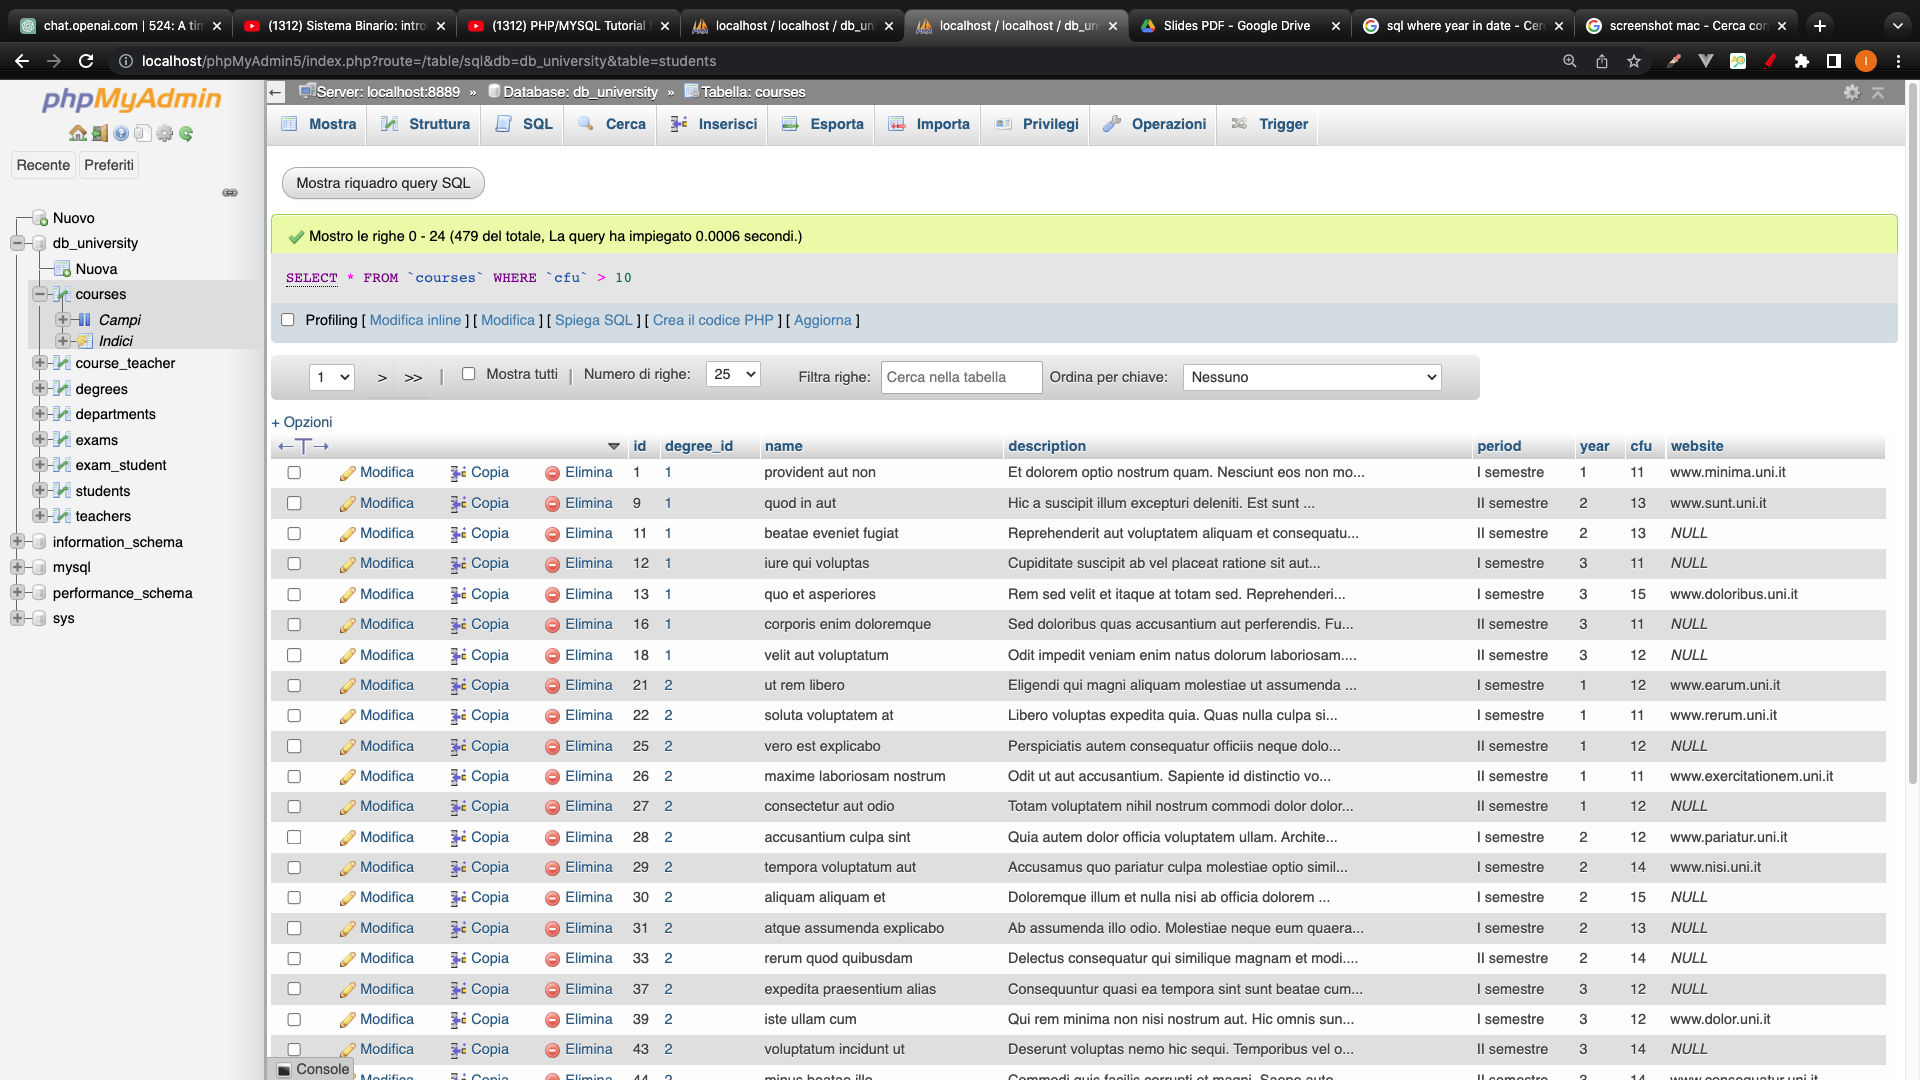 chat.openai.com | 524: A tim
(1312) Sistema Binario: intro
(1312) PHP/MYSQL Tutorial
localhost / localhost / db_un
localhost / localhost / db_un
Slides PDF - Google Drive
sql where year in date - Cer
screenshot mac - Cerca con
localhost/phpMyAdmin5/index.php?route=/table/sql&db=db_university&table=students
phpMyAdmin
Recente Preferiti
Nuovo
db_university
Nuova
courses
Campi
Indici
course_teacher
degrees
departments
exams
exam_student
students
teachers
information_schema
mysql
performance_schema
sys
Server: localhost:8889 » Database: db_university » Tabella: courses
Mostra Struttura SQL Cerca Inserisci Esporta Importa Privilegi Operazioni Trigger
Mostra riquadro query SQL
Mostro le righe 0 - 24 (479 del totale, La query ha impiegato 0.0006 secondi.)
SELECT * FROM `courses` WHERE `cfu` > 10
Profiling [ Modifica inline ] [ Modifica ] [ Spiega SQL ] [ Crea il codice PHP ] [ Aggiorna ]
1 > >> | Mostra tutti | Numero di righe: 25 Filtra righe: Cerca nella tabella Ordina per chiave: Nessuno
+ Opzioni
←T→ id degree_id name description period year cfu website
Modifica Copia Elimina 1 1 provident aut non Et dolorem optio nostrum quam. Nesciunt eos non mo... I semestre 1 11 www.minima.uni.it
Modifica Copia Elimina 9 1 quod in aut Hic a suscipit illum excepturi deleniti. Est sunt ... II semestre 2 13 www.sunt.uni.it
Modifica Copia Elimina 11 1 beatae eveniet fugiat Reprehenderit aut voluptatem aliquam et consequatu... II semestre 2 13 NULL
Modifica Copia Elimina 12 1 iure qui voluptas Cupiditate suscipit ab vel placeat ratione sit aut... I semestre 3 11 NULL
Modifica Copia Elimina 13 1 quo et asperiores Rem sed velit et itaque at totam sed. Reprehenderi... I semestre 3 15 www.doloribus.uni.it
Modifica Copia Elimina 16 1 corporis enim doloremque Sed doloribus quas accusantium aut perferendis. Fu... II semestre 3 11 NULL
Modifica Copia Elimina 18 1 velit aut voluptatum Odit impedit veniam enim natus dolorum laboriosam.... II semestre 3 12 NULL
Modifica Copia Elimina 21 2 ut rem libero Eligendi qui magni aliquam molestiae ut assumenda ... I semestre 1 12 www.earum.uni.it
Modifica Copia Elimina 22 2 soluta voluptatem at Libero voluptas expedita quia. Quas nulla culpa si... I semestre 1 11 www.rerum.uni.it
Modifica Copia Elimina 25 2 vero est explicabo Perspiciatis autem consequatur officiis neque dolo... II semestre 1 12 NULL
Modifica Copia Elimina 26 2 maxime laboriosam nostrum Odit ut aut accusantium. Sapiente id distinctio vo... II semestre 1 11 www.exercitationem.uni.it
Modifica Copia Elimina 27 2 consectetur aut odio Totam voluptatem nihil nostrum commodi dolor dolor... II semestre 1 12 NULL
Modifica Copia Elimina 28 2 accusantium culpa sint Quia autem dolor officia voluptatem ullam. Archite... I semestre 2 12 www.pariatur.uni.it
Modifica Copia Elimina 29 2 tempora voluptatum aut Accusamus quo pariatur culpa molestiae optio simil... I semestre 2 14 www.nisi.uni.it
Modifica Copia Elimina 30 2 aliquam aliquam et Doloremque illum et nulla nisi ab officia dolorem ... I semestre 2 15 NULL
Modifica Copia Elimina 31 2 atque assumenda explicabo Ab assumenda illo odio. Molestiae neque eum quaera... I semestre 2 13 NULL
Modifica Copia Elimina 33 2 rerum quod quibusdam Delectus consequatur qui similique magnam et modi.... II semestre 2 14 NULL
Modifica Copia Elimina 37 2 expedita praesentium alias Consequuntur quasi ea tempora sint sunt beatae cum... I semestre 3 12 NULL
Modifica Copia Elimina 39 2 iste ullam cum Qui rem minima non nisi nostrum aut. Hic omnis sun... I semestre 3 12 www.dolor.uni.it
Modifica Copia Elimina 43 2 voluptatum incidunt ut Deserunt voluptas nemo hic sequi. Temporibus vel o... II semestre 3 14 NULL
Console